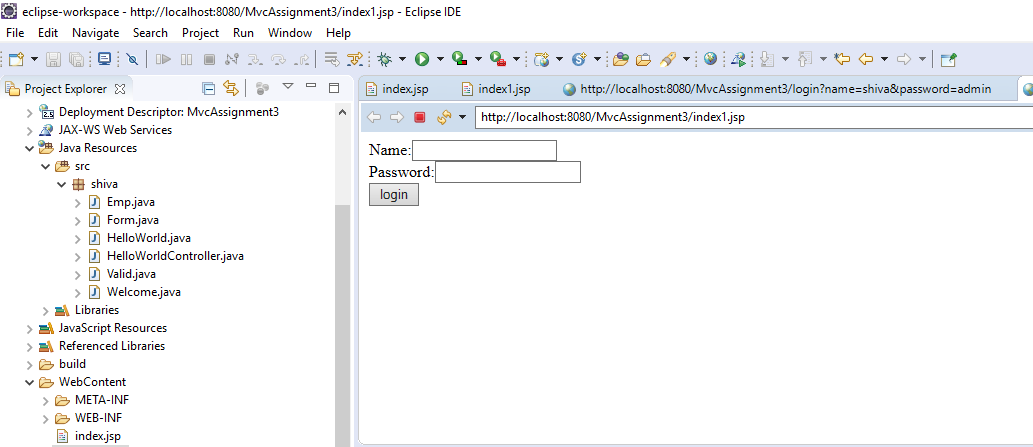 eclipse-workspace - http://localhost:8080/MvcAssignment3/index1.jsp - Eclipse IDE
File Edit Navigate Search Project Run Window Help
Project Explorer
Deployment Descriptor: MvcAssignment3
JAX-WS Web Services
Java Resources
src
shiva
Emp.java
Form.java
HelloWorld.java
HelloWorldController.java
Valid.java
Welcome.java
Libraries
JavaScript Resources
Referenced Libraries
build
WebContent
META-INF
WEB-INF
index.jsp
index.jsp index1.jsp http://localhost:8080/MvcAssignment3/login?name=shiva&password=admin
http://localhost:8080/MvcAssignment3/index1.jsp
Name:
Password:
login